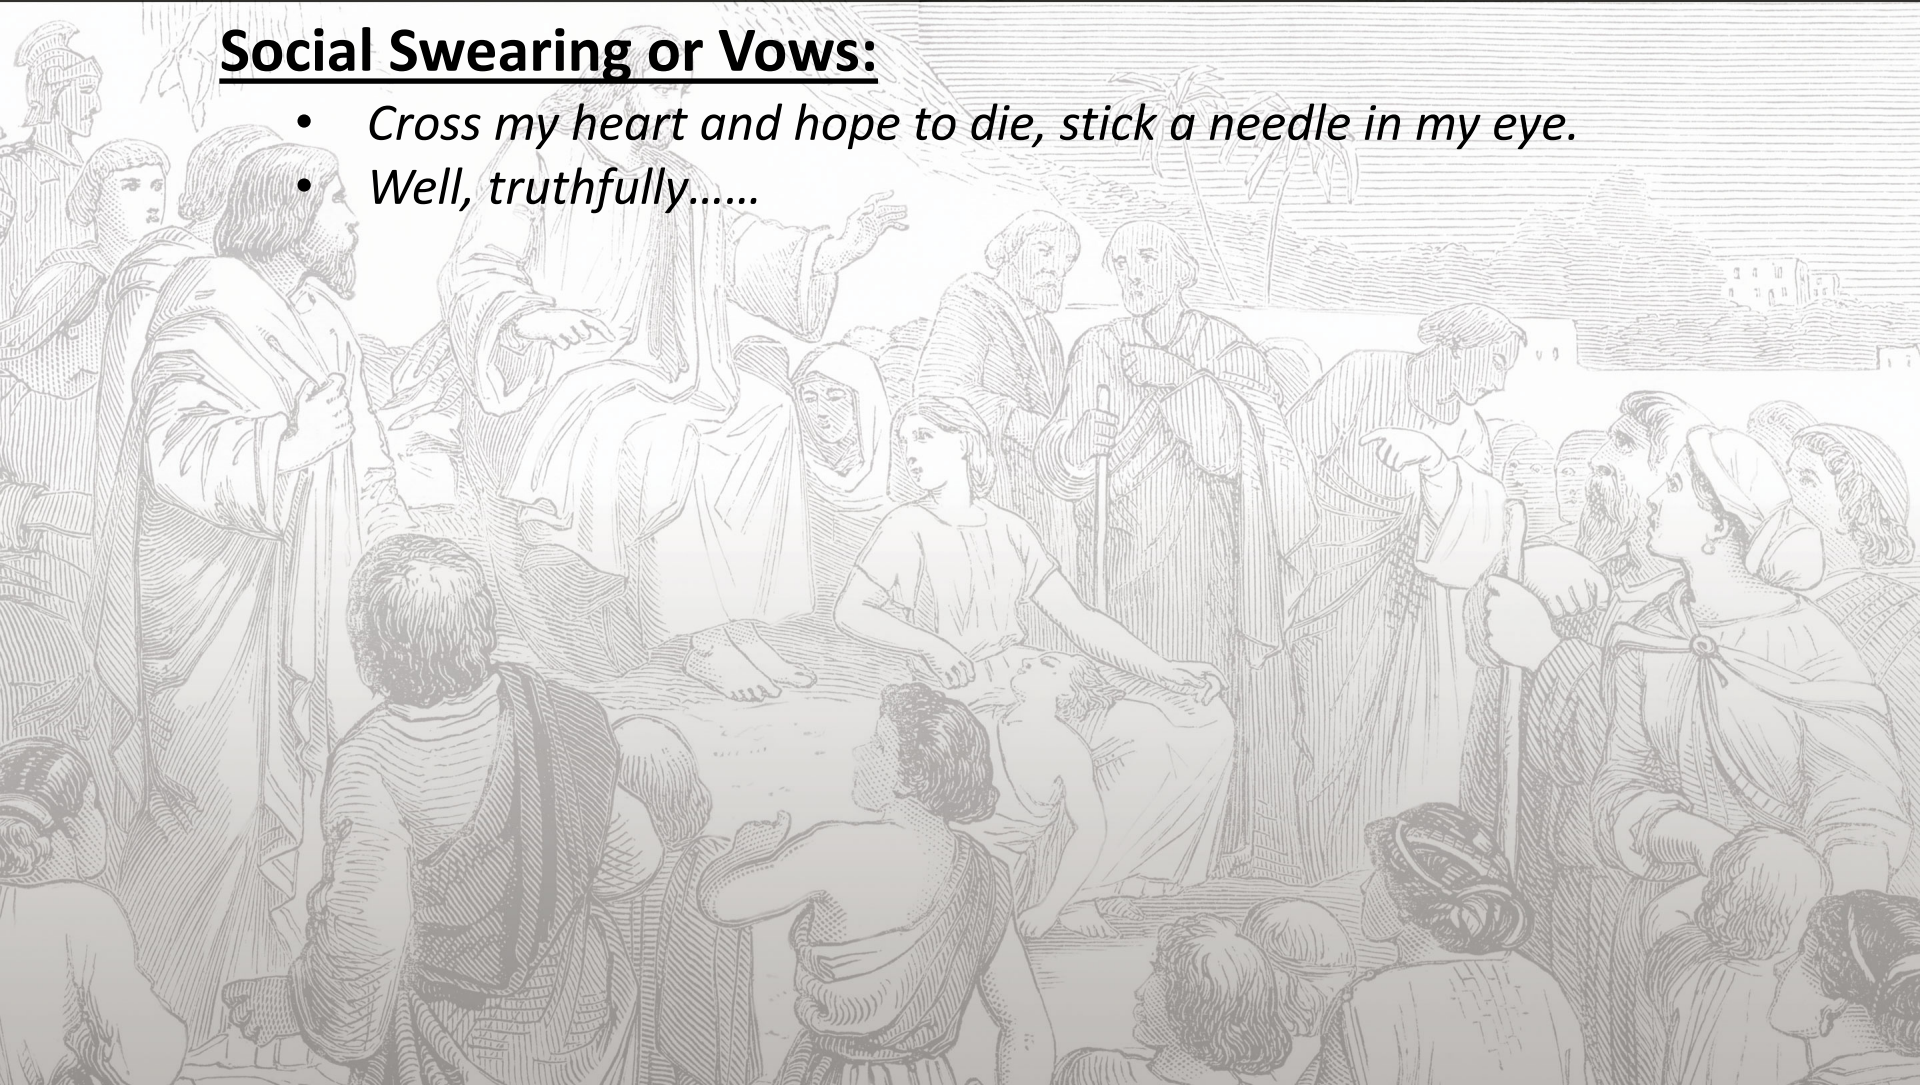 Social Swearing or Vows:
• Cross my heart and hope to die, stick a needle in my eye.
• Well, truthfully……